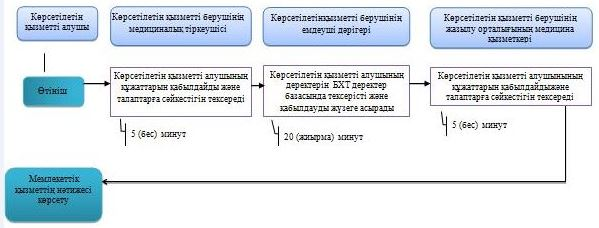 Көрсетілетін
қызметті алушы
Көрсетілетін қызметті берушінің
медициналық тіркеушісі
Көрсетілетінқызметті берушінің
емдеуші дәрігері
Көрсетілетін қызметті берушінің
жазылу орталығының медицина
қызметкері
Өтініш
Көрсетілетін қызметті алушының
құжаттарын қабылдайды және
талаптарға сәйкестігін тексереді
Көрсетілетін қызметті алушының
деректерін БХТ деректер
базасында тексерісті және
қабылдауды жүзеге асырады
Көрсетілетін қызметті алушынының
құжаттарын қабылдайдыжәне
талаптарға сәйкестігін тексереді
5 (бес) минут
20 (жиырма) минут
5 (бес) минут
Мемлекеттік
қызметтің нәтижесі
көрсету